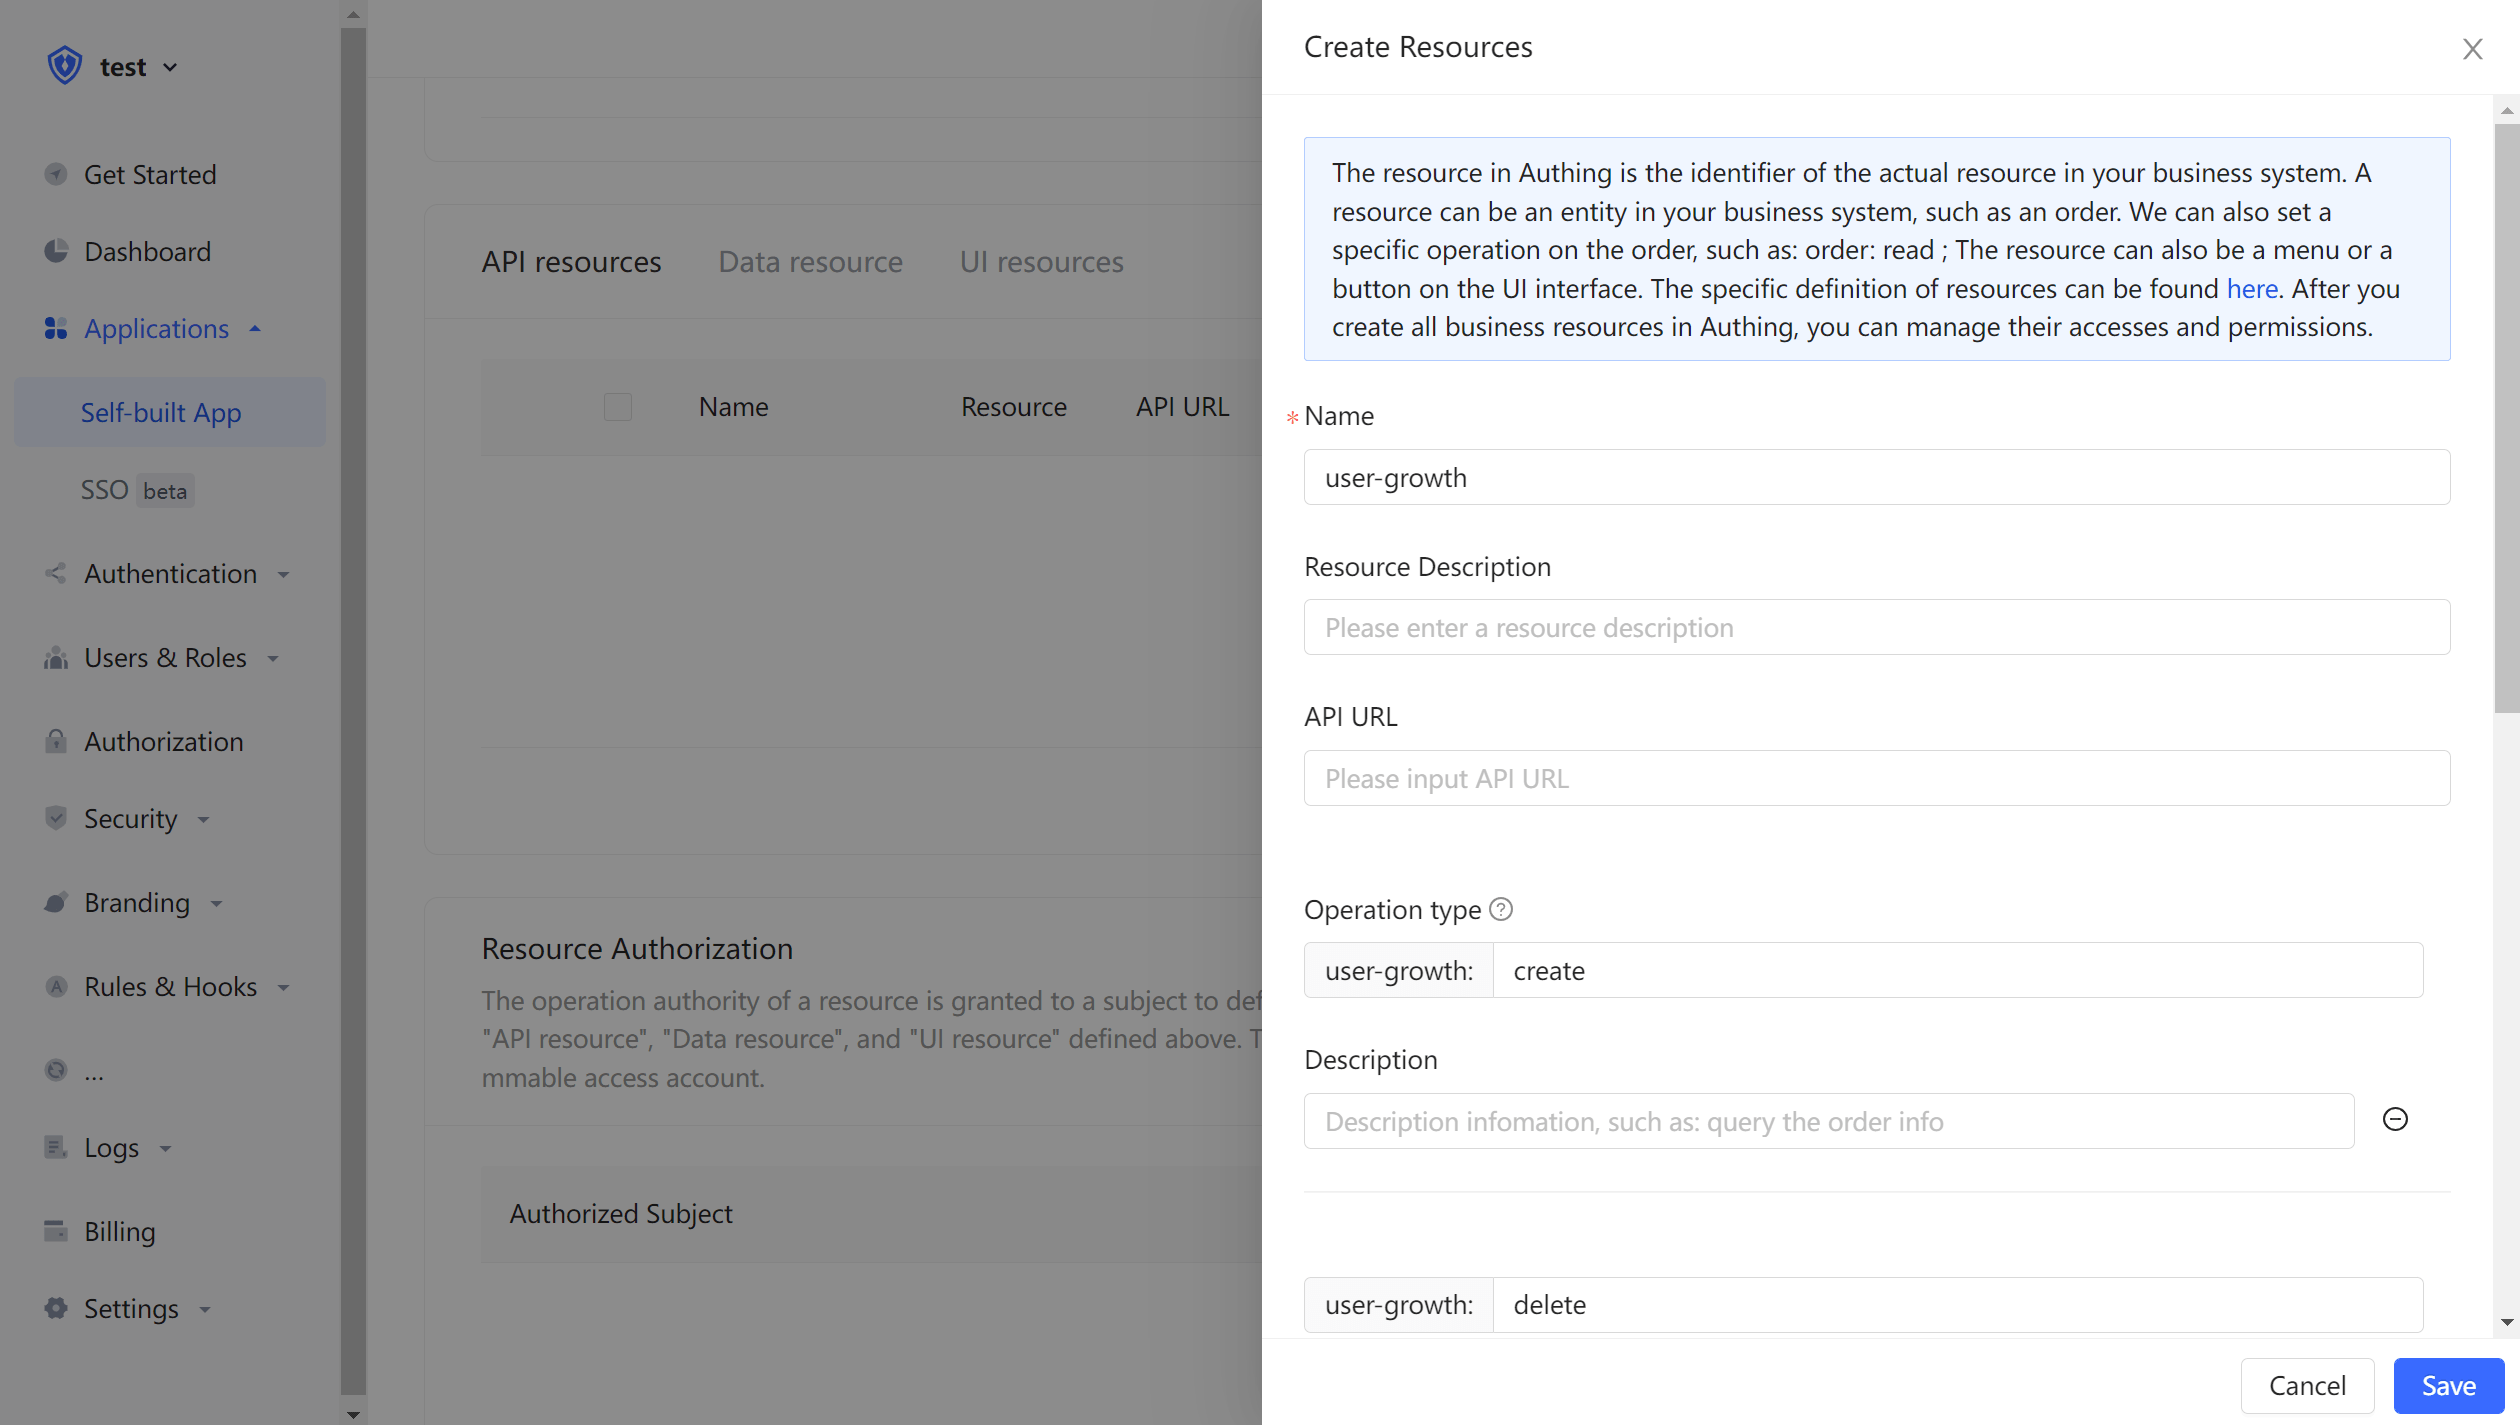 test
Get Started
Dashboard
Applications
Self-built App
SSO beta
Authentication
Users & Roles
Authorization
Security
Branding
Rules & Hooks
...
Logs
Billing
Settings
API resources Data resource UI resources
Name Resource API URL
Resource Authorization
The operation authority of a resource is granted to a subject to def
"API resource", "Data resource", and "UI resource" defined above. T
mmable access account.
Authorized Subject
Create Resources
The resource in Authing is the identifier of the actual resource in your business system. A
resource can be an entity in your business system, such as an order. We can also set a
specific operation on the order, such as: order: read ; The resource can also be a menu or a
button on the UI interface. The specific definition of resources can be found here. After you
create all business resources in Authing, you can manage their accesses and permissions.
* Name
user-growth
Resource Description
Please enter a resource description
API URL
Please input API URL
Operation type ?
user-growth: create
Description
Description infomation, such as: query the order info
user-growth: delete
Cancel Save